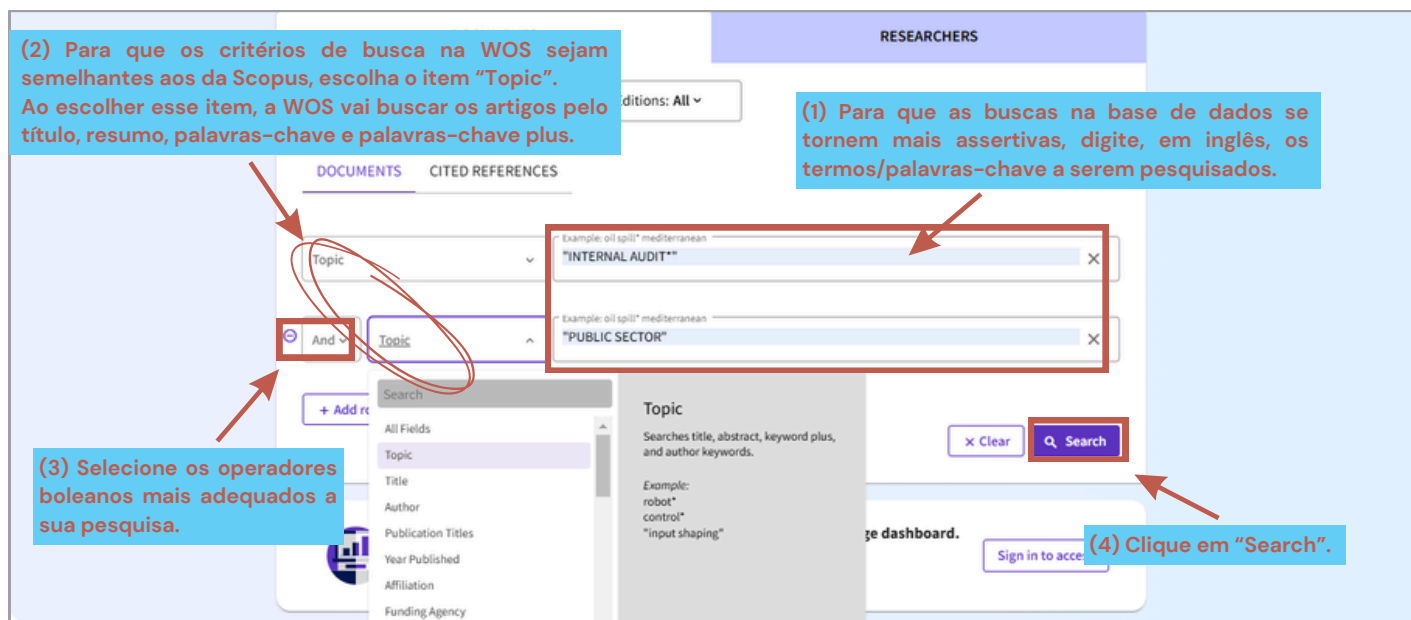 RESEARCHERS
(2) Para que os critérios de busca na WOS sejam
semelhantes aos da Scopus, escolha o item “Topic”.
Ao escolher esse item, a WOS vai buscar os artigos pelo
título, resumo, palavras-chave e palavras-chave plus.
ditions: All
(1) Para que as buscas na base de dados se
tornem mais assertivas, digite, em inglês, os
termos/palavras-chave a serem pesquisados.
DOCUMENTS CITED REFERENCES
Example: oil spill* mediterranean
Topic
"INTERNAL AUDIT*"
Example: oil spill* mediterranean
And
Topic
"PUBLIC SECTOR"
+ Add ro
Search
All Fields
Topic
Title
Author
Publication Titles
Year Published
Affiliation
Funding Agency
Topic
Searches title, abstract, keyword plus,
and author keywords.
Example:
robot*
control*
"input shaping"
× Clear
Search
(3) Selecione os operadores
boleanos mais adequados a
sua pesquisa.
ge dashboard.
Sign in to acce
(4) Clique em “Search”.